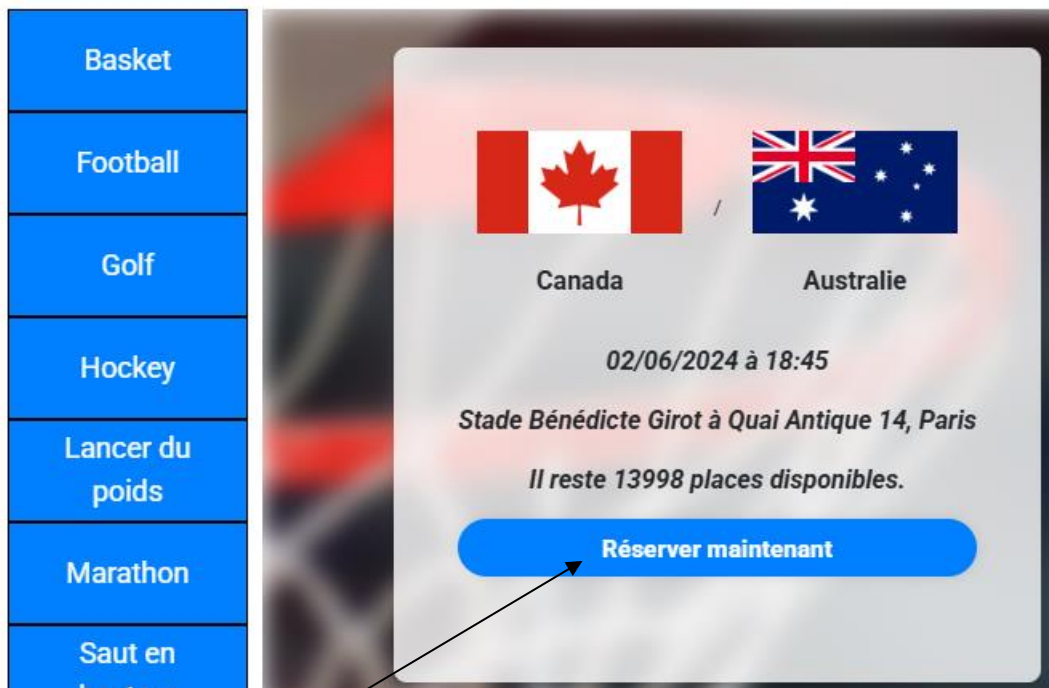 Basket
Football
Golf
Hockey
Lancer du
poids
Marathon
Saut en
/
Canada
Australie
02/06/2024 à 18:45
Stade Bénédicte Girot à Quai Antique 14, Paris
Il reste 13998 places disponibles.
Réserver maintenant